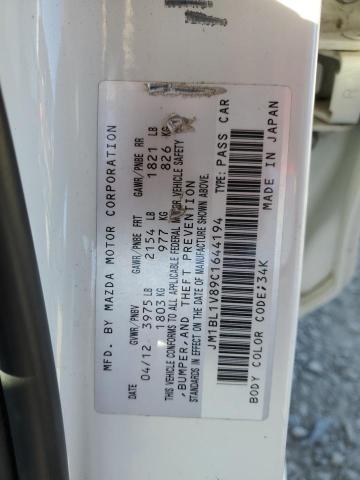 MFD. BY MAZDA MOTOR CORPORATION
GVWR/PNBV GAWR/PNBE FRT GAWR/PNBE RR
DATE 04/12 3975 LB 2154 LB 1821 LB
1803 KG 977 KG 826 KG
THIS VEHICLE CONFORMS TO ALL APPLICABLE FEDERAL MOTOR VEHICLE SAFETY
,BUMPER,AND THEFT PREVENTION
STANDARDS IN EFFECT ON THE DATE OF MANUFACTURE SHOWN ABOVE.
JM1BL1V89C1644194 TYPE: PASS CAR
BODY COLOR CODE:34K MADE IN JAPAN